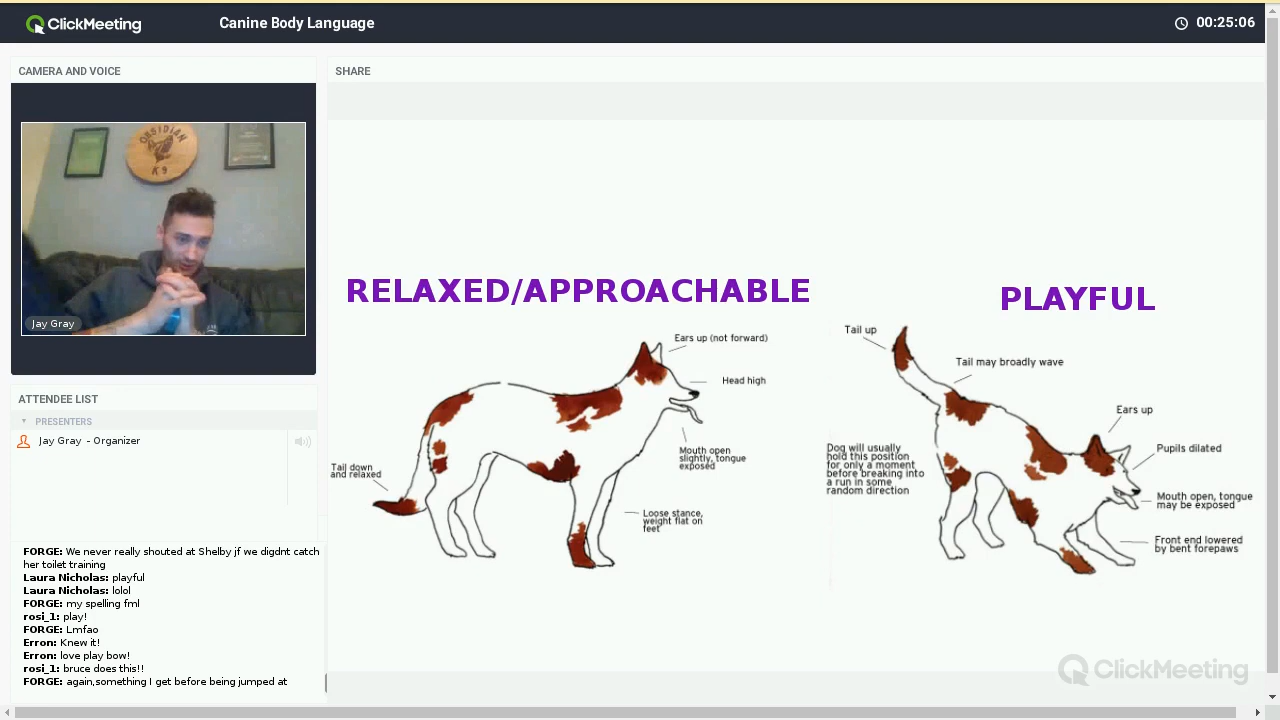 ClickMeeting
Canine Body Language
00:25:06
CAMERA AND VOICE
OBSIDIAN
K9
Jay Gray
ATTENDEE LIST
PRESENTERS
Jay Gray - Organizer
FORGE: We never really shouted at Shelby jf we digdnt catch
her toilet training
Laura Nicholas: playful
Laura Nicholas: lolol
FORGE: my spelling fml
rosi_1: play!
FORGE: Lmfao
Erron: Knew it!
Erron: love play bow!
rosi_1: bruce does this!!
FORGE: again,something I get before being jumped at
SHARE
RELAXED/APPROACHABLE
Ears up (not forward)
Head high
Mouth open
slightly, tongue
exposed
Tail down
and relaxed
Loose stance,
weight flat on
feet
PLAYFUL
Tail up
Tail may broadly wave
Ears up
Pupils dilated
Dog will usually
hold this position
for only a moment
before breaking into
a run in some
random direction
Mouth open, tongue
may be exposed
Front end lowered
by bent forepaws
ClickMeeting